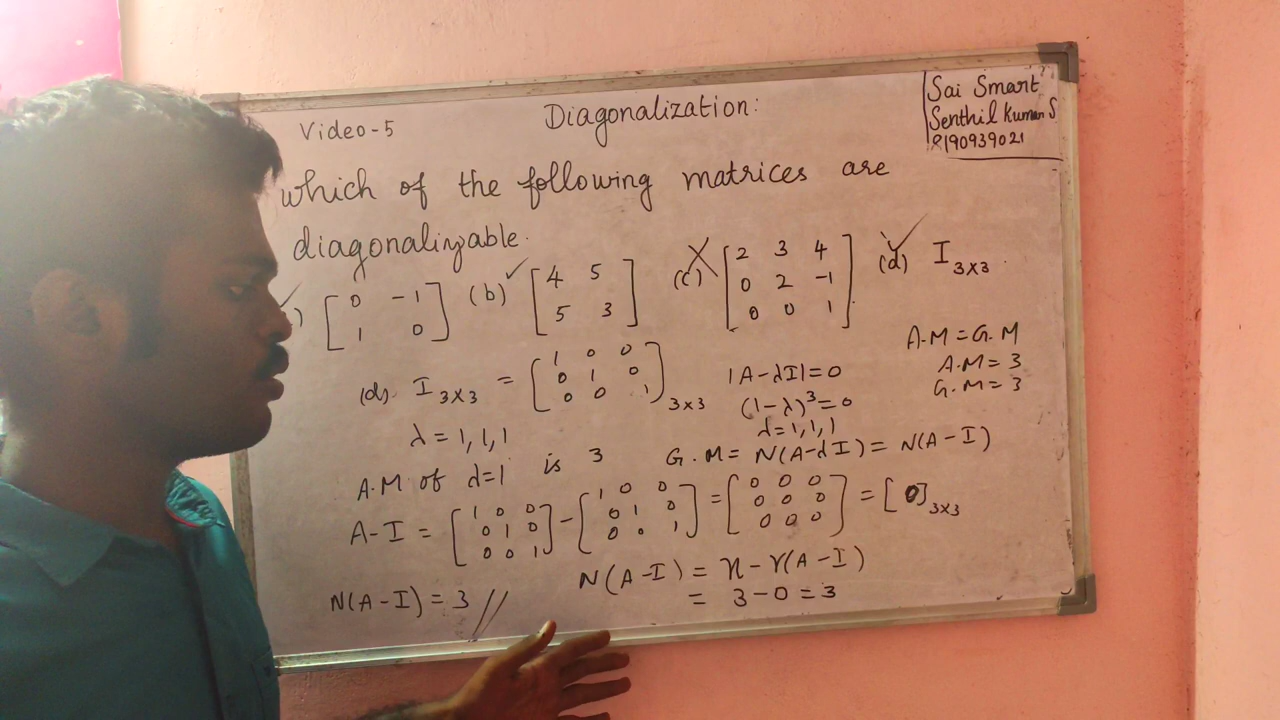 Video-5
Diagonalization:
Sai Smart
Senthil Kumar S
8190939021
which of the following matrices are
diagonalizable.
) [0 -1
1 0]
(b) ✓ [4 5
5 3]
(c) X [2 3 4
0 2 -1
0 0 1]
(d) ✓ I3x3.
(d). I3x3 = [1 0 0
0 1 0
0 0 1]3x3
|A-λI|=0
(1-λ)³=0
λ=1,1,1
A.M=G.M
A.M=3
G.M=3
λ=1,1,1
A.M of λ=1 is 3
G.M= N(A-λI)= N(A-I)
A-I = [1 0 0
0 1 0
0 0 1] - [1 0 0
0 1 0
0 0 1] = [0 0 0
0 0 0
0 0 0] = [0]3x3
N(A-I) = n-r(A-I)
= 3-0=3
N(A-I)=3//